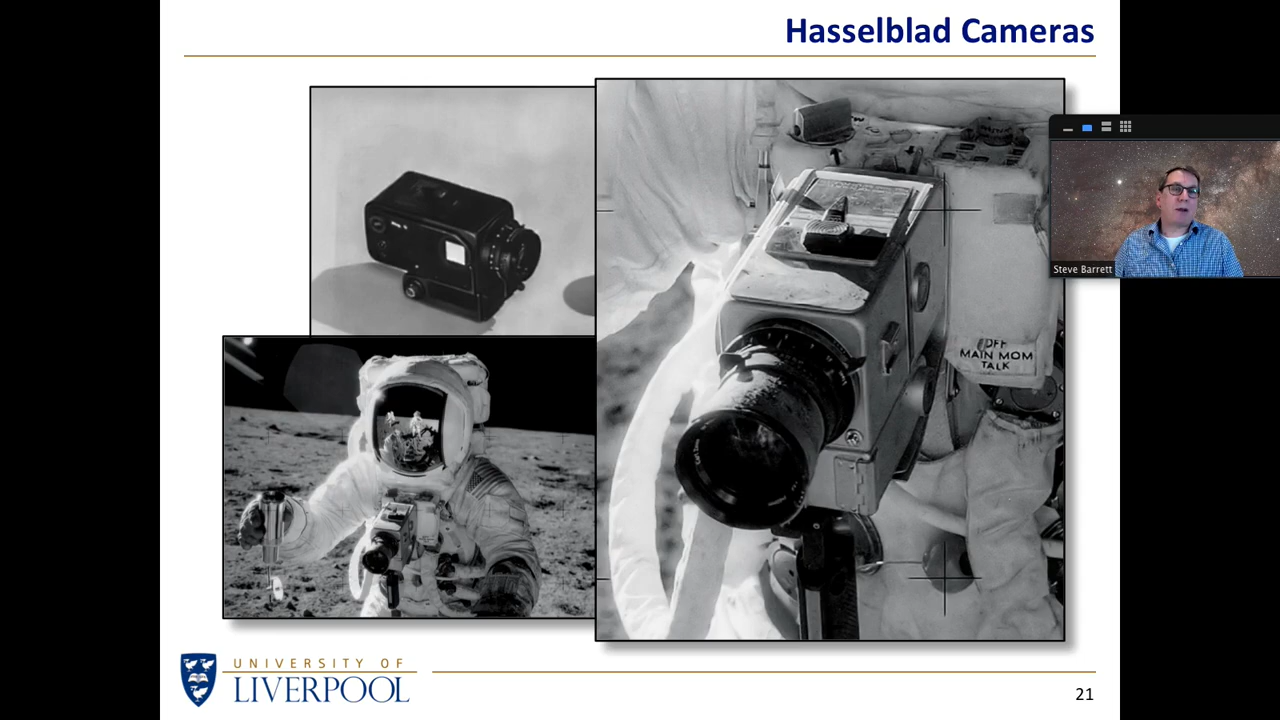 Hasselblad Cameras
OFF
MAIN MOM
TALK
Steve Barrett
UNIVERSITY OF
LIVERPOOL
21